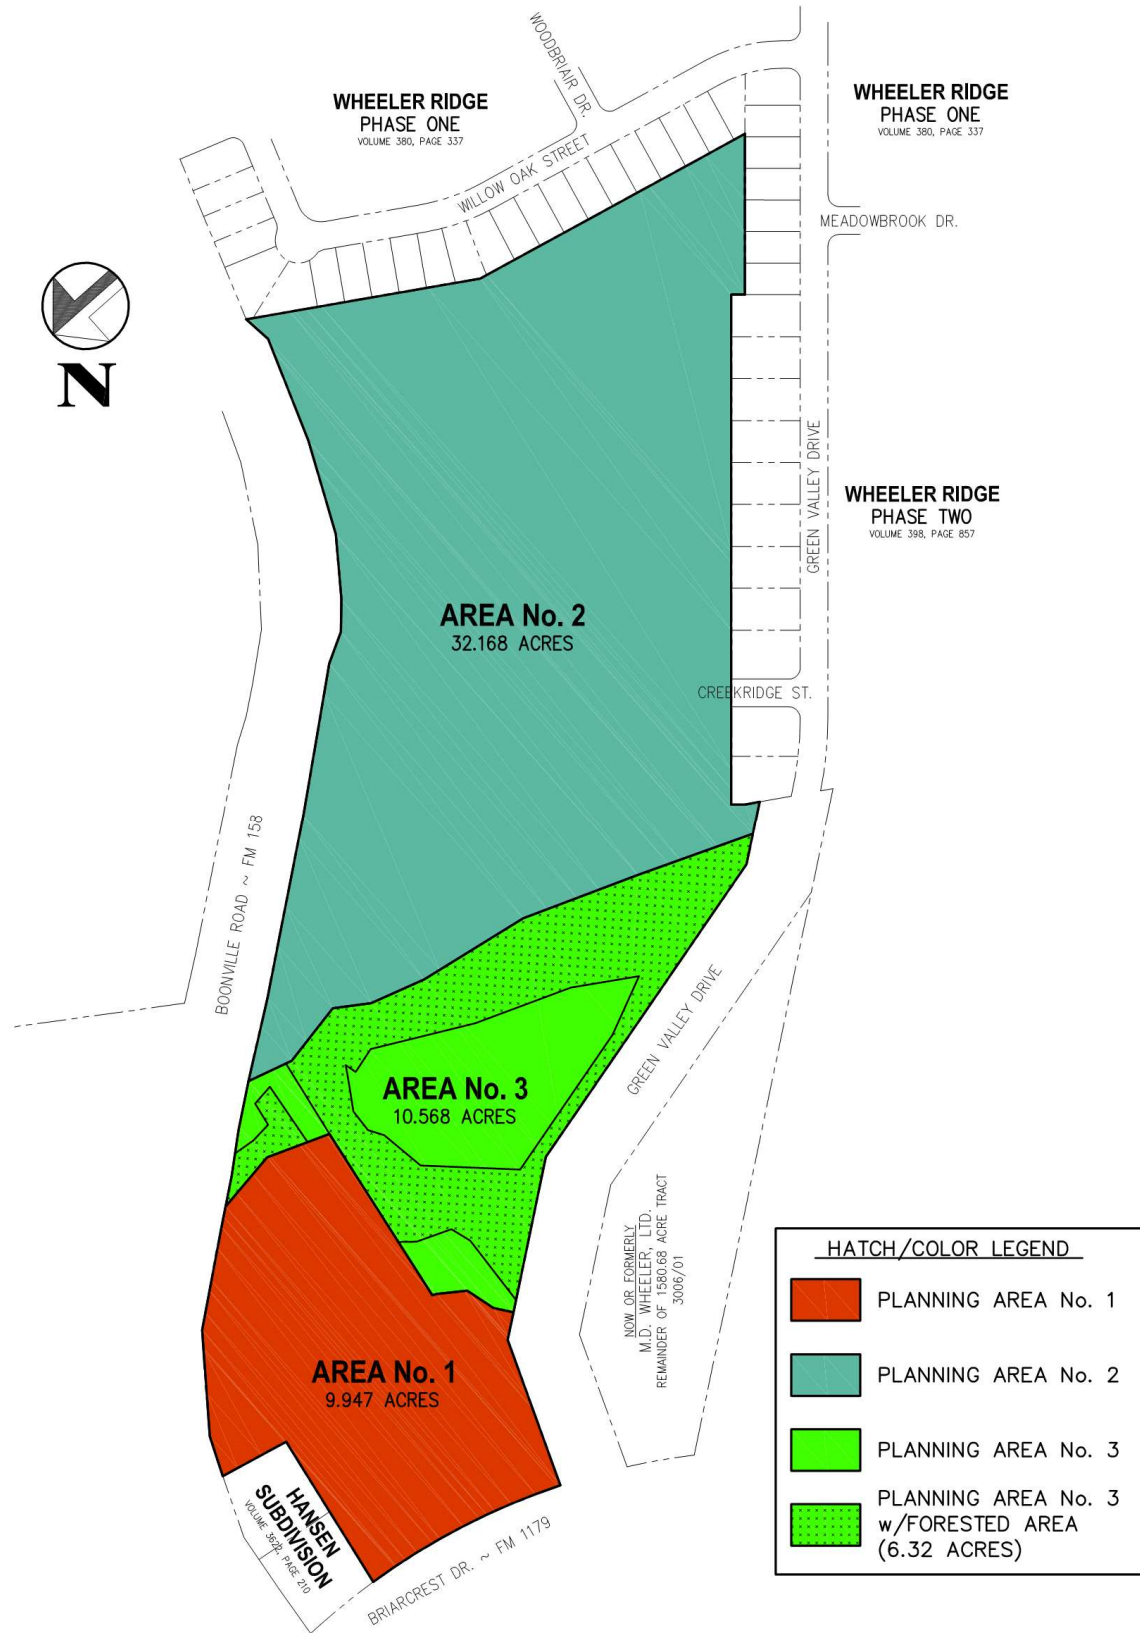 WOODBRIAR DR.
WHEELER RIDGE
PHASE ONE
VOLUME 380, PAGE 337
WHEELER RIDGE
PHASE ONE
VOLUME 380, PAGE 337
WILLOW OAK STREET
MEADOWBROOK DR.
N
GREEN VALLEY DRIVE
WHEELER RIDGE
PHASE TWO
VOLUME 398, PAGE 857
AREA No. 2
32.168 ACRES
CREEKRIDGE ST.
BOONVILLE ROAD ~ FM 158
GREEN VALLEY DRIVE
AREA No. 3
10.568 ACRES
NOW OR FORMERLY
M.D. WHEELER, LTD.
REMAINDER OF 1580.68 ACRE TRACT
3006/01
AREA No. 1
9.947 ACRES
HANSEN
SUBDIVISION
VOLUME 3622, PAGE 210
BRIARCREST DR. ~ FM 1179
HATCH/COLOR LEGEND
PLANNING AREA No. 1
PLANNING AREA No. 2
PLANNING AREA No. 3
PLANNING AREA No. 3
w/FORESTED AREA
(6.32 ACRES)